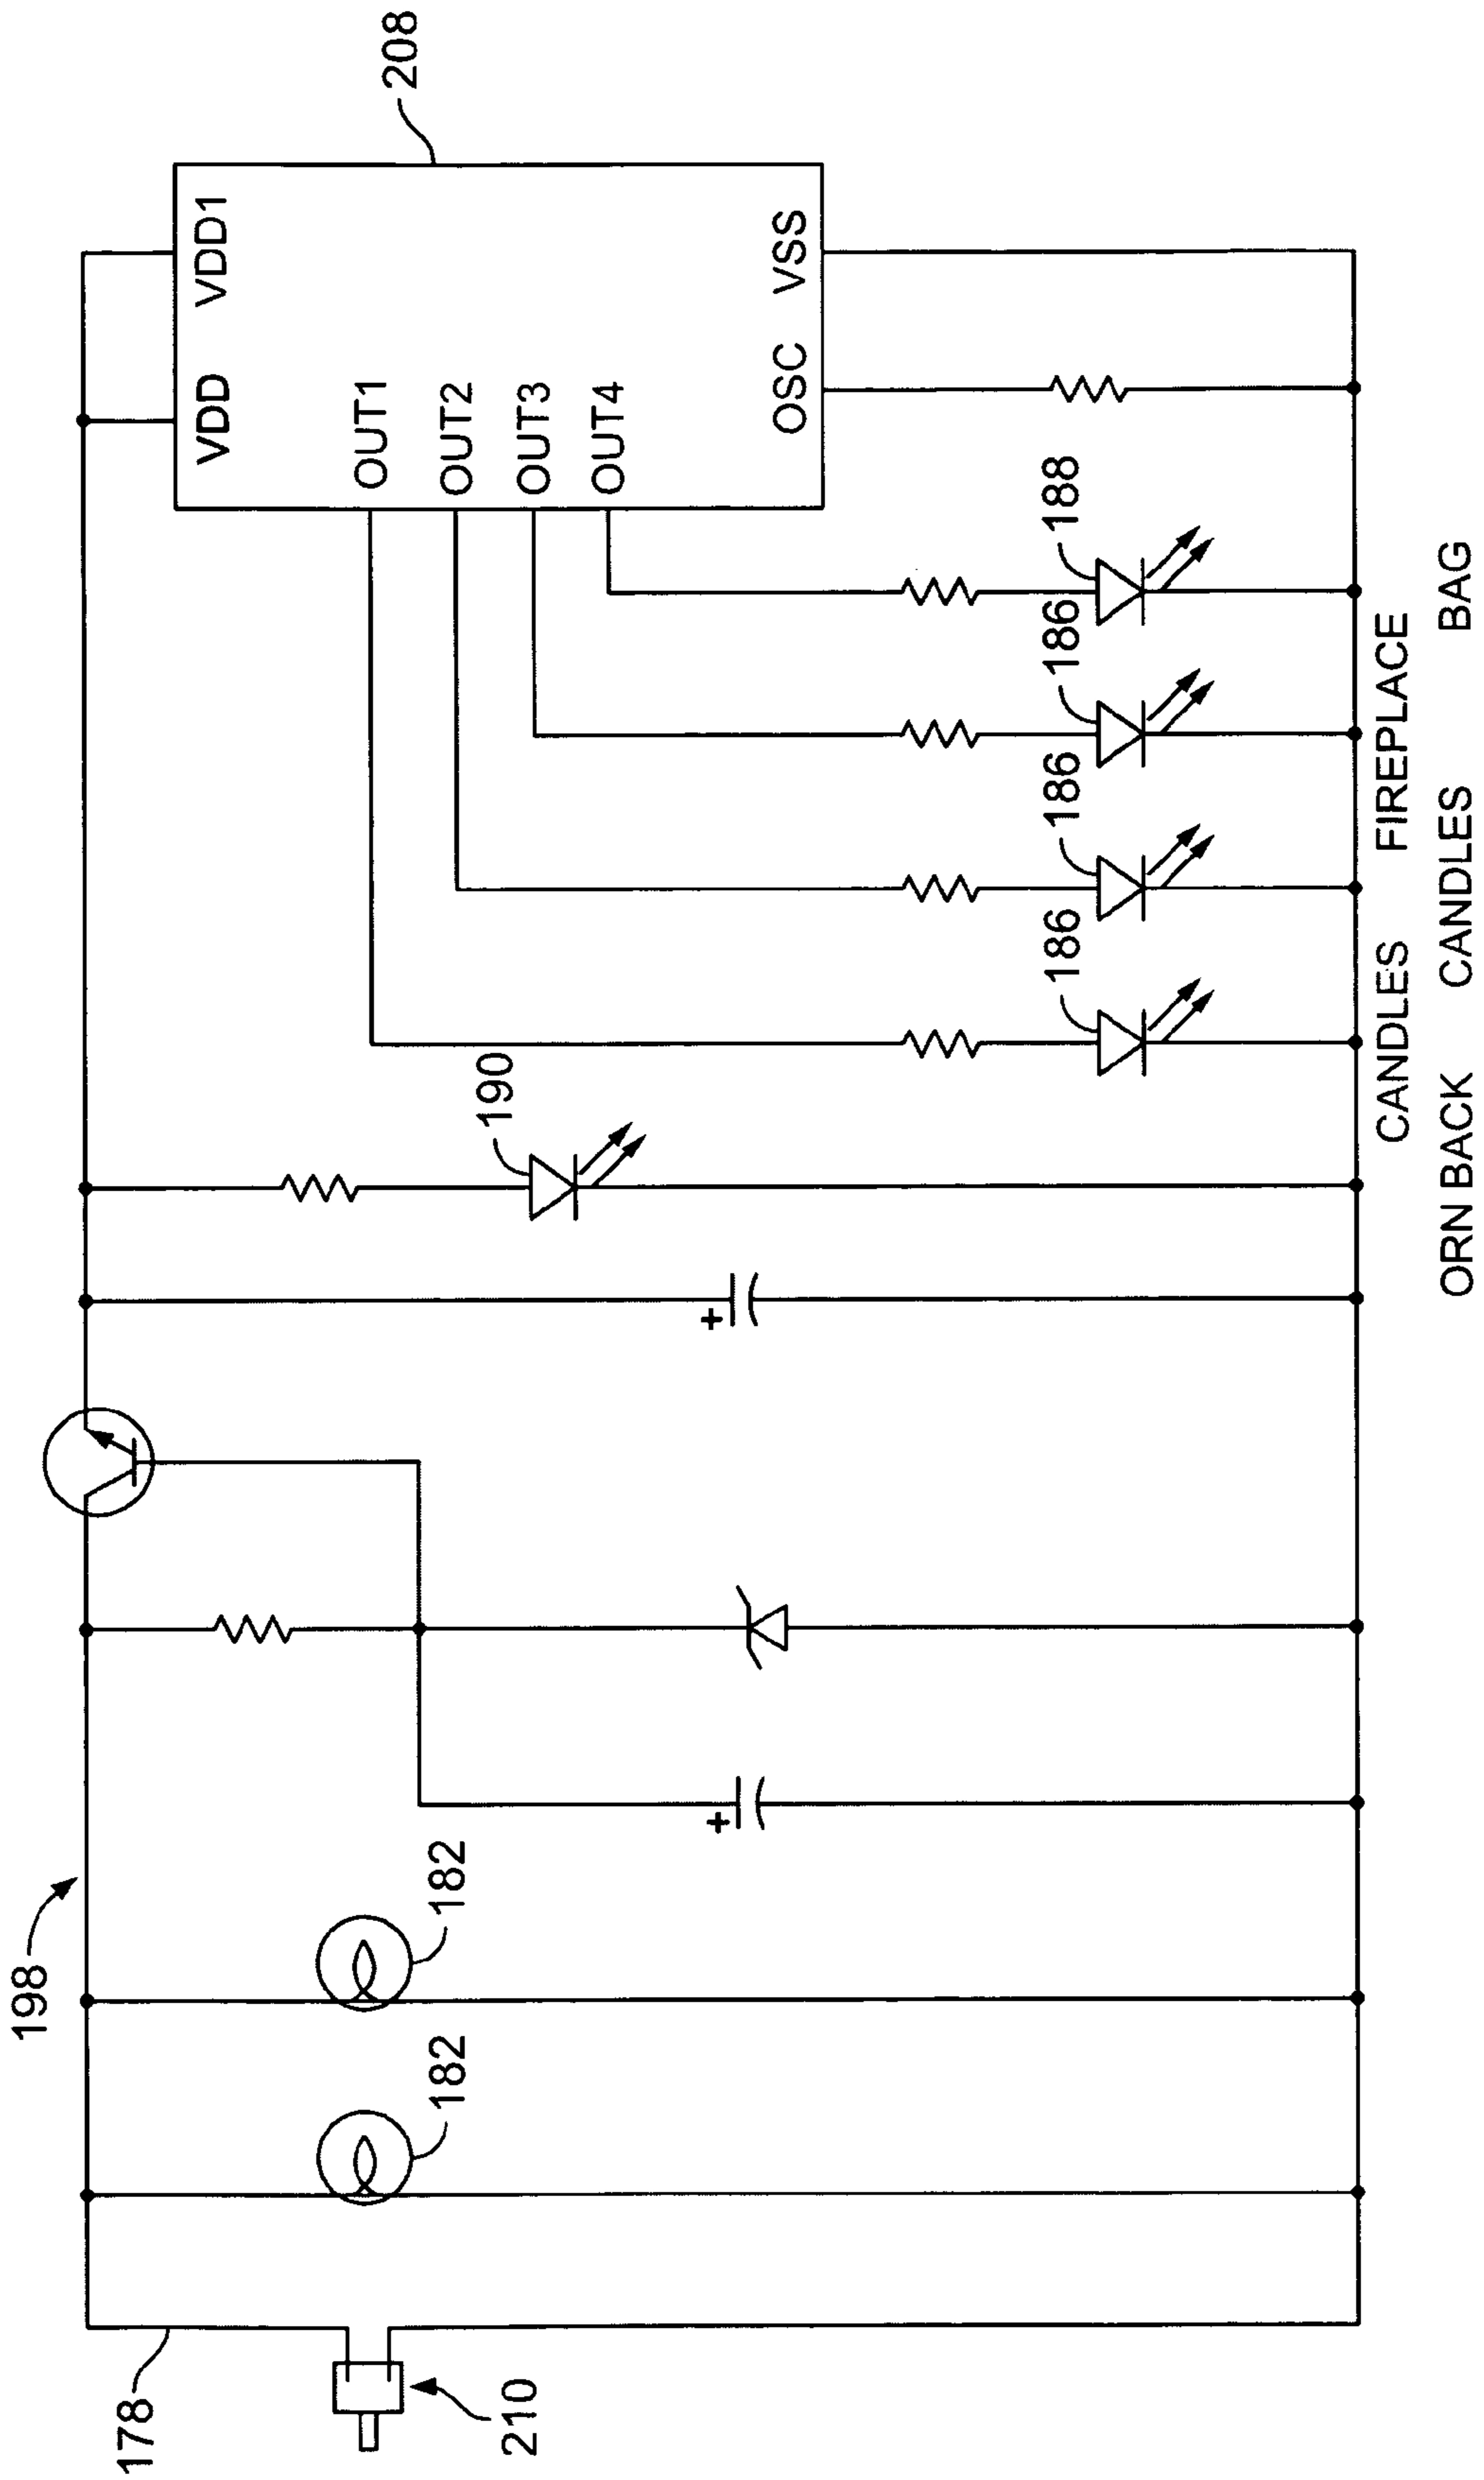 198
208
VDD VDD1
OUT1
OUT2
OUT3
OUT4
OSC VSS
178
210
182
182
+
+
190
186
186
186
188
CANDLES FIREPLACE
ORN BACK CANDLES BAG